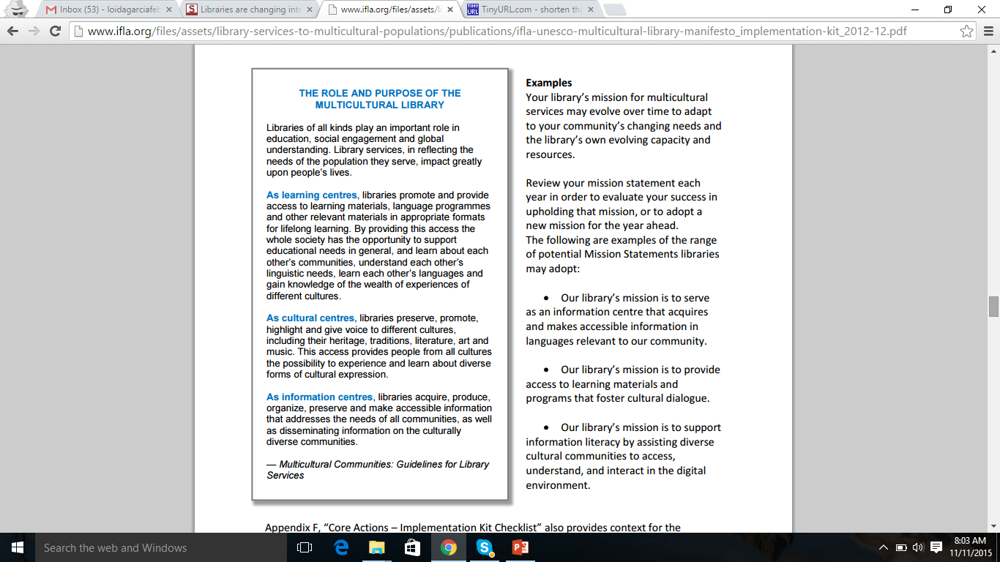 Inbox (53) - loidagarciafeb
Libraries are changing inte
www.ifla.org/files/assets/li
TINY URL
TinyURL.com - shorten tha
www.ifla.org/files/assets/library-services-to-multicultural-populations/publications/ifla-unesco-multicultural-library-manifesto_implementation-kit_2012-12.pdf
THE ROLE AND PURPOSE OF THE
MULTICULTURAL LIBRARY
Libraries of all kinds play an important role in
education, social engagement and global
understanding. Library services, in reflecting the
needs of the population they serve, impact greatly
upon people's lives.
As learning centres, libraries promote and provide
access to learning materials, language programmes
and other relevant materials in appropriate formats
for lifelong learning. By providing this access the
whole society has the opportunity to support
educational needs in general, and learn about each
other's communities, understand each other's
linguistic needs, learn each other's languages and
gain knowledge of the wealth of experiences of
different cultures.
As cultural centres, libraries preserve, promote,
highlight and give voice to different cultures,
including their heritage, traditions, literature, art and
music. This access provides people from all cultures
the possibility to experience and learn about diverse
forms of cultural expression.
As information centres, libraries acquire, produce,
organize, preserve and make accessible information
that addresses the needs of all communities, as well
as disseminating information on the culturally
diverse communities.
— Multicultural Communities: Guidelines for Library
Services
Examples
Your library's mission for multicultural
services may evolve over time to adapt
to your community's changing needs and
the library's own evolving capacity and
resources.
Review your mission statement each
year in order to evaluate your success in
upholding that mission, or to adopt a
new mission for the year ahead.
The following are examples of the range
of potential Mission Statements libraries
may adopt:
• Our library's mission is to serve
as an information centre that acquires
and makes accessible information in
languages relevant to our community.
• Our library's mission is to provide
access to learning materials and
programs that foster cultural dialogue.
• Our library's mission is to support
information literacy by assisting diverse
cultural communities to access,
understand, and interact in the digital
environment.
Appendix F, "Core Actions – Implementation Kit Checklist" also provides context for the
Search the web and Windows
8:03 AM
11/11/2015